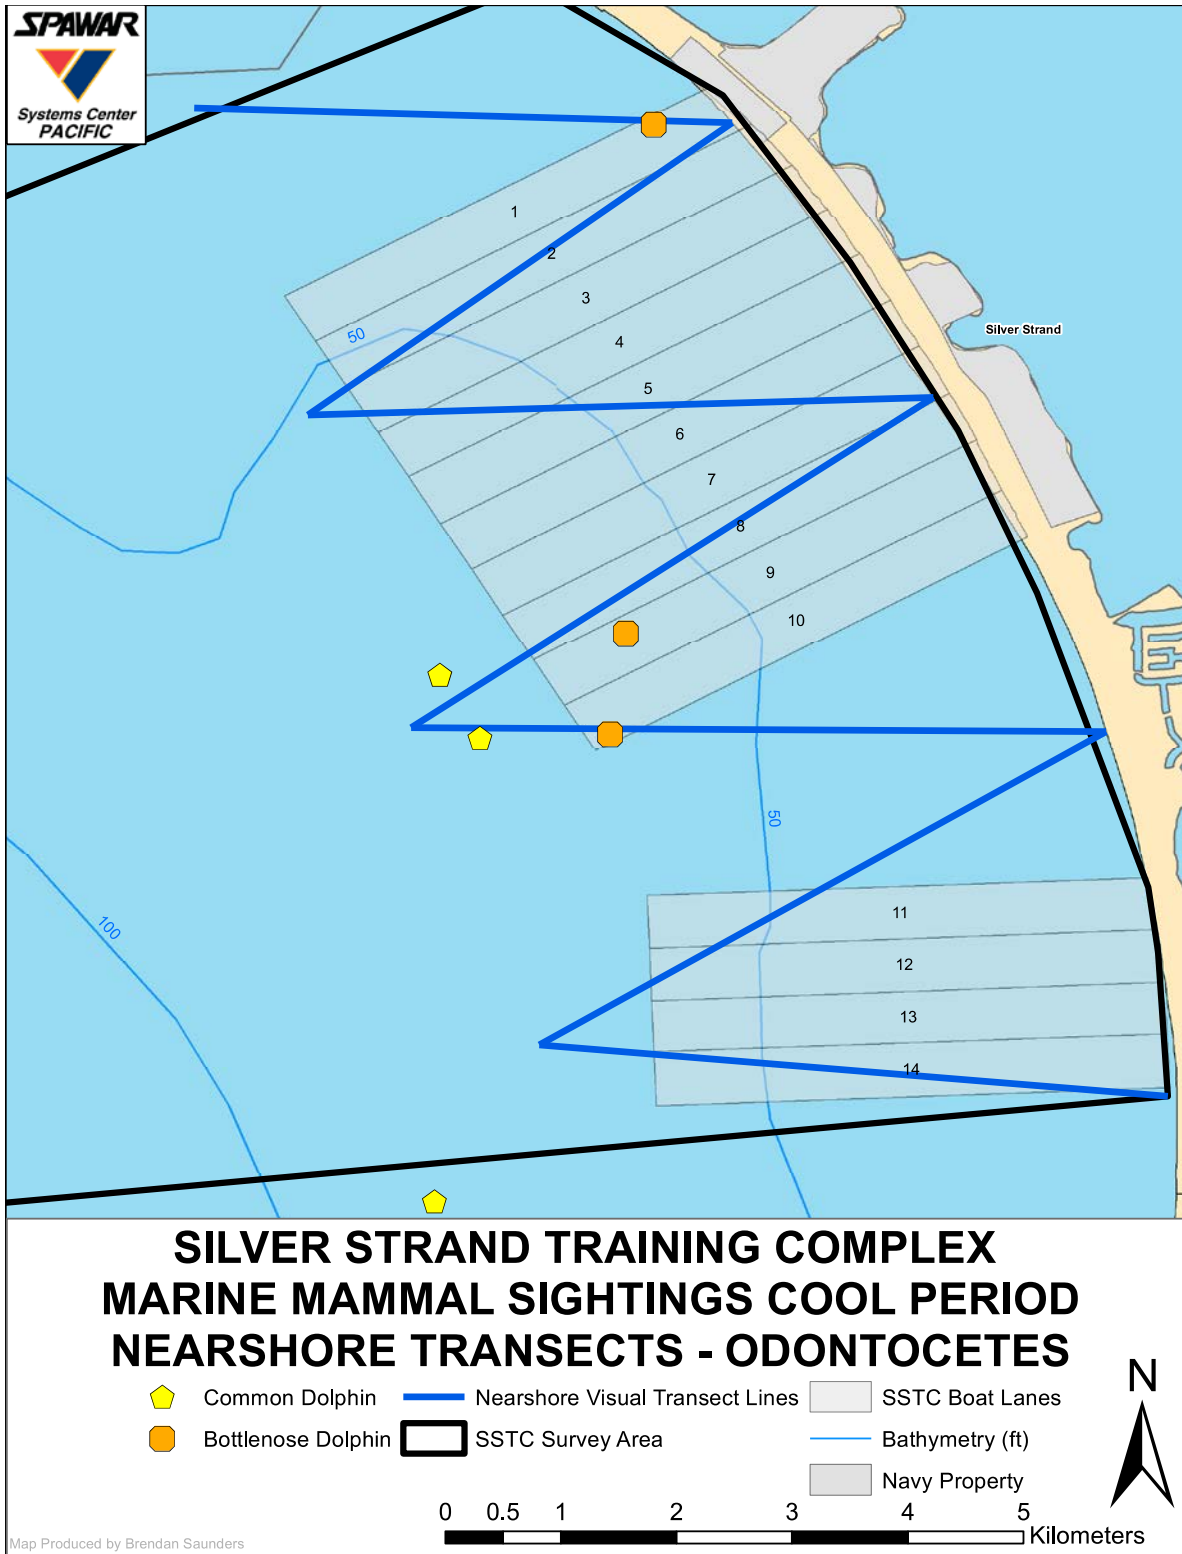 SPAWAR
Systems Center
PACIFIC
1
2
3
50
Silver Strand
4
5
6
7
8
9
10
50
11
100
12
13
14
SILVER STRAND TRAINING COMPLEX
MARINE MAMMAL SIGHTINGS COOL PERIOD
NEARSHORE TRANSECTS - ODONTOCETES
N
Common Dolphin
Nearshore Visual Transect Lines
SSTC Boat Lanes
Bottlenose Dolphin
SSTC Survey Area
Bathymetry (ft)
Navy Property
0 0.5 1 2 3 4 5
Kilometers
Map Produced by Brendan Saunders